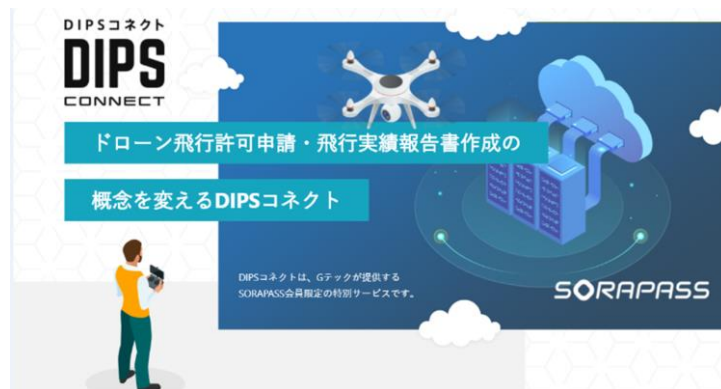 DIPSコネクト
DIPS
CONNECT
ドローン飛行許可申請・飛行実績報告書作成の
概念を変えるDIPSコネクト
DIPSコネクトは、Gテックが提供する
SORAPASS会員限定の特別サービスです。
SORAPASS